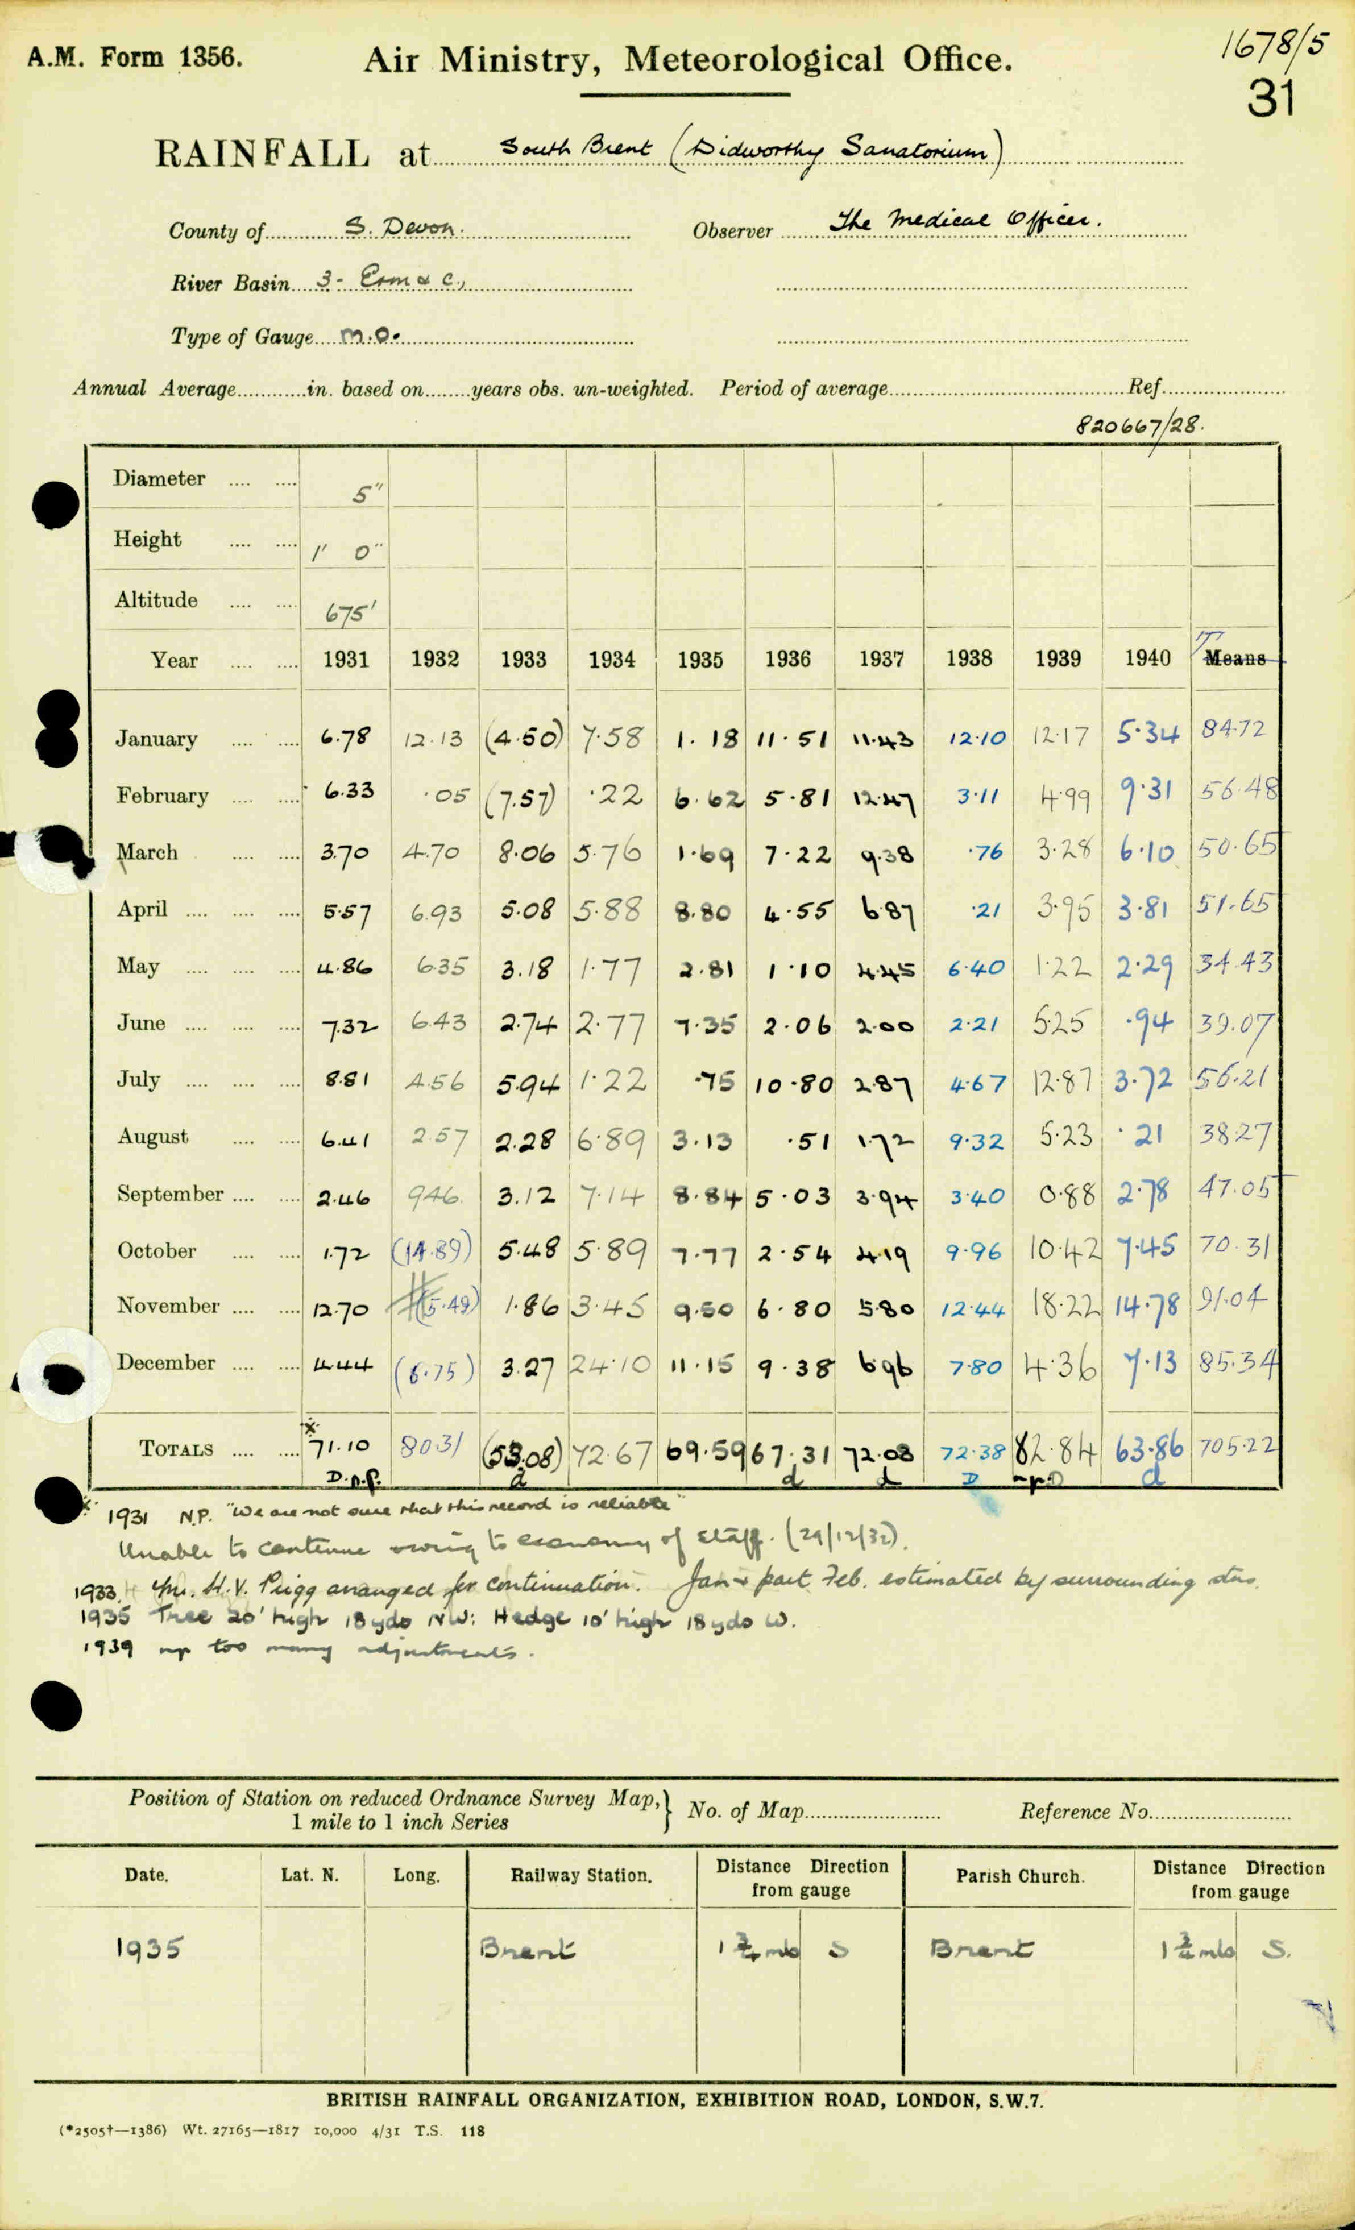 1678/5
A.M. Form 1356. Air Ministry, Meteorological Office.
31
RAINFALL at South Brent (Didworthy Sanatorium)
County of S. Devon. Observer The Medical Officer.
River Basin 3- Erm & c.,
Type of Gauge M.O.
Annual Average in. based on years obs. un-weighted. Period of average Ref.
820667/28.
Diameter 5"
Height 1' 0"
Altitude 675'
Year 1931 1932 1933 1934 1935 1936 1937 1938 1939 1940 T Means
January 6.78 12.13 (4.50) 7.58 1.18 11.51 11.43 12.10 12.17 5.34 84.72
February 6.33 .05 (7.57) .22 6.62 5.81 12.47 3.11 4.99 9.31 56.48
March 3.70 4.70 8.06 5.76 1.69 7.22 9.38 .76 3.28 6.10 50.65
April 5.57 6.93 5.08 5.88 8.80 4.55 6.87 .21 3.95 3.81 51.65
May 4.86 6.35 3.18 1.77 2.81 1.10 4.45 6.40 1.22 2.29 34.43
June 7.32 6.43 2.74 2.77 7.35 2.06 2.00 2.21 5.25 .94 39.07
July 8.81 4.56 5.94 1.22 .75 10.80 2.87 4.67 12.87 3.72 56.21
August 6.41 2.57 2.28 6.89 3.13 .51 1.72 9.32 5.23 .21 38.27
September 2.46 9.46 3.12 7.14 8.84 5.03 3.94 3.40 0.88 2.78 47.05
October 1.72 (14.89) 5.48 5.89 7.77 2.54 4.19 9.96 10.42 7.45 70.31
November 12.70 (5.49) 1.86 3.45 9.50 6.80 5.80 12.44 18.22 14.78 91.04
December 4.44 (6.75) 3.27 24.10 11.15 9.38 6.96 7.80 4.36 7.13 85.34
TOTALS x 71.10 80.31 (53.08) 72.67 69.59 67.31 72.08 72.38 82.84 63.86 705.22
D.n.p. d d d D npD d
x 1931 N.P. "We are not sure that this record is reliable"
Unable to continue owing to economy of staff. (29/12/32).
1933 Mr. H.V. Prigg arranged for continuation. Jan & part Feb. estimated by surrounding stns.
1935 Tree 20' high 18 yds NW: Hedge 10' high 18 yds W.
1939 np too many adjustments.
Position of Station on reduced Ordnance Survey Map, 1 mile to 1 inch Series } No. of Map Reference No.
Date. Lat. N. Long. Railway Station. Distance Direction from gauge Parish Church. Distance Direction from gauge
1935 Brent 1 3/4 mls S Brent 1 3/4 mls S.
BRITISH RAINFALL ORGANIZATION, EXHIBITION ROAD, LONDON, S.W.7.
(*2505†—1386) Wt. 27165—1817 10,000 4/31 T.S. 118